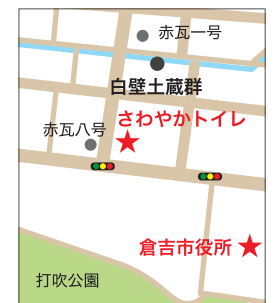 赤瓦一号
白壁土蔵群
さわやかトイレ
赤瓦八号
倉吉市役所
打吹公園